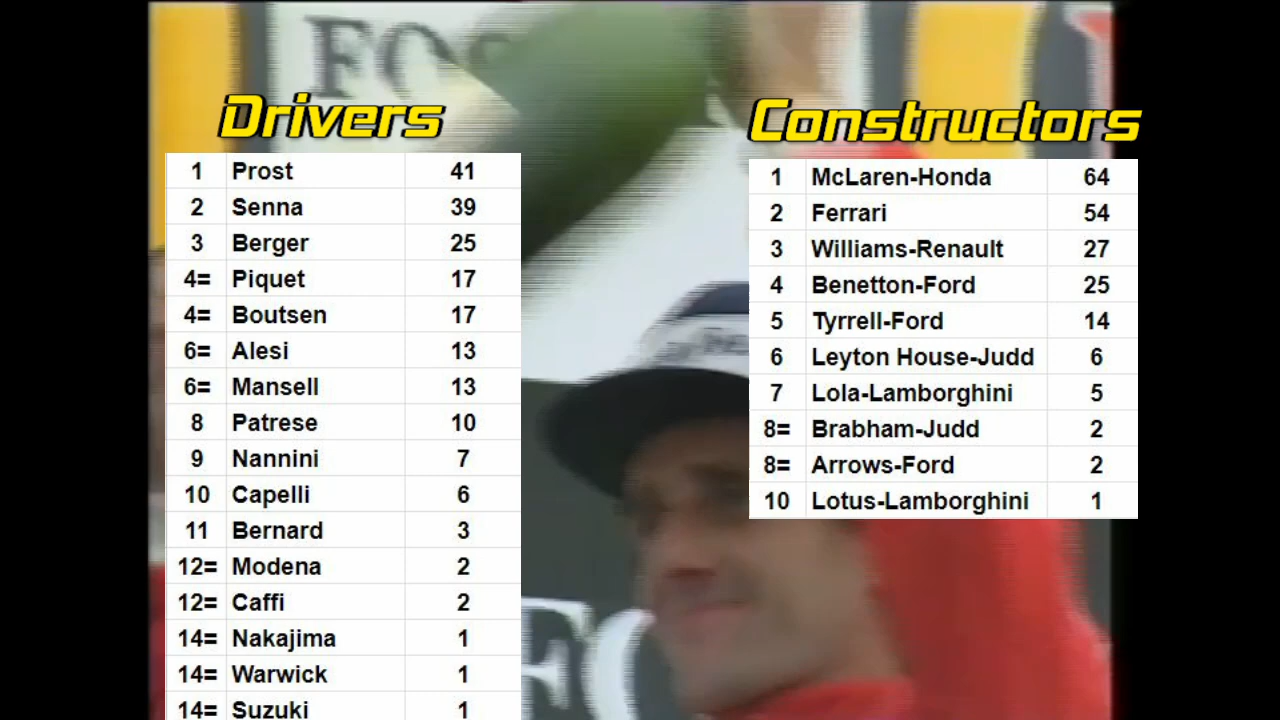 Drivers
1 Prost 41
2 Senna 39
3 Berger 25
4= Piquet 17
4= Boutsen 17
6= Alesi 13
6= Mansell 13
8 Patrese 10
9 Nannini 7
10 Capelli 6
11 Bernard 3
12= Modena 2
12= Caffi 2
14= Nakajima 1
14= Warwick 1
14= Suzuki 1
Constructors
1 McLaren-Honda 64
2 Ferrari 54
3 Williams-Renault 27
4 Benetton-Ford 25
5 Tyrrell-Ford 14
6 Leyton House-Judd 6
7 Lola-Lamborghini 5
8= Brabham-Judd 2
8= Arrows-Ford 2
10 Lotus-Lamborghini 1